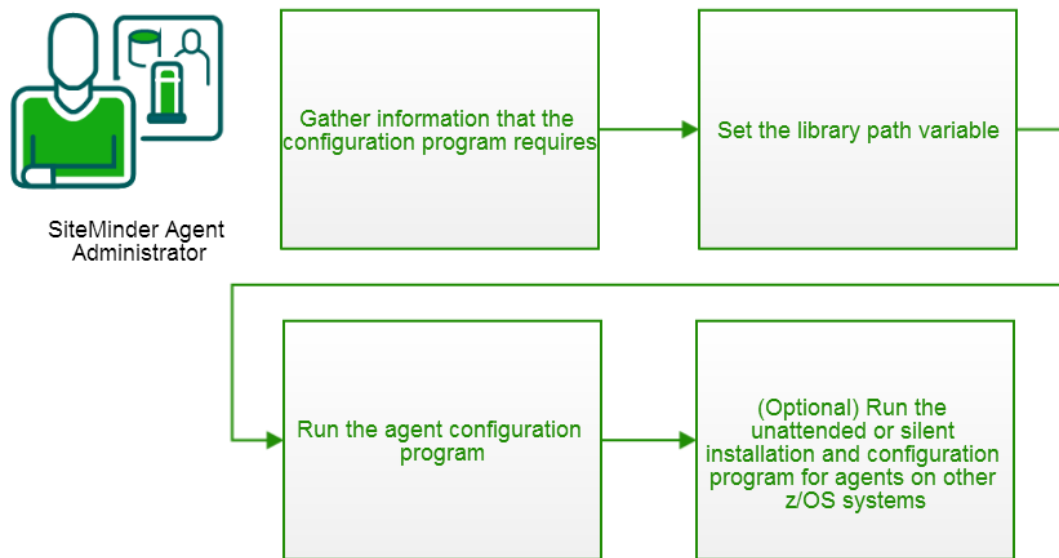 SiteMinder Agent
Administrator
Gather information that the
configuration program requires
Set the library path variable
Run the agent configuration
program
(Optional) Run the
unattended or silent
installation and configuration
program for agents on other
z/OS systems